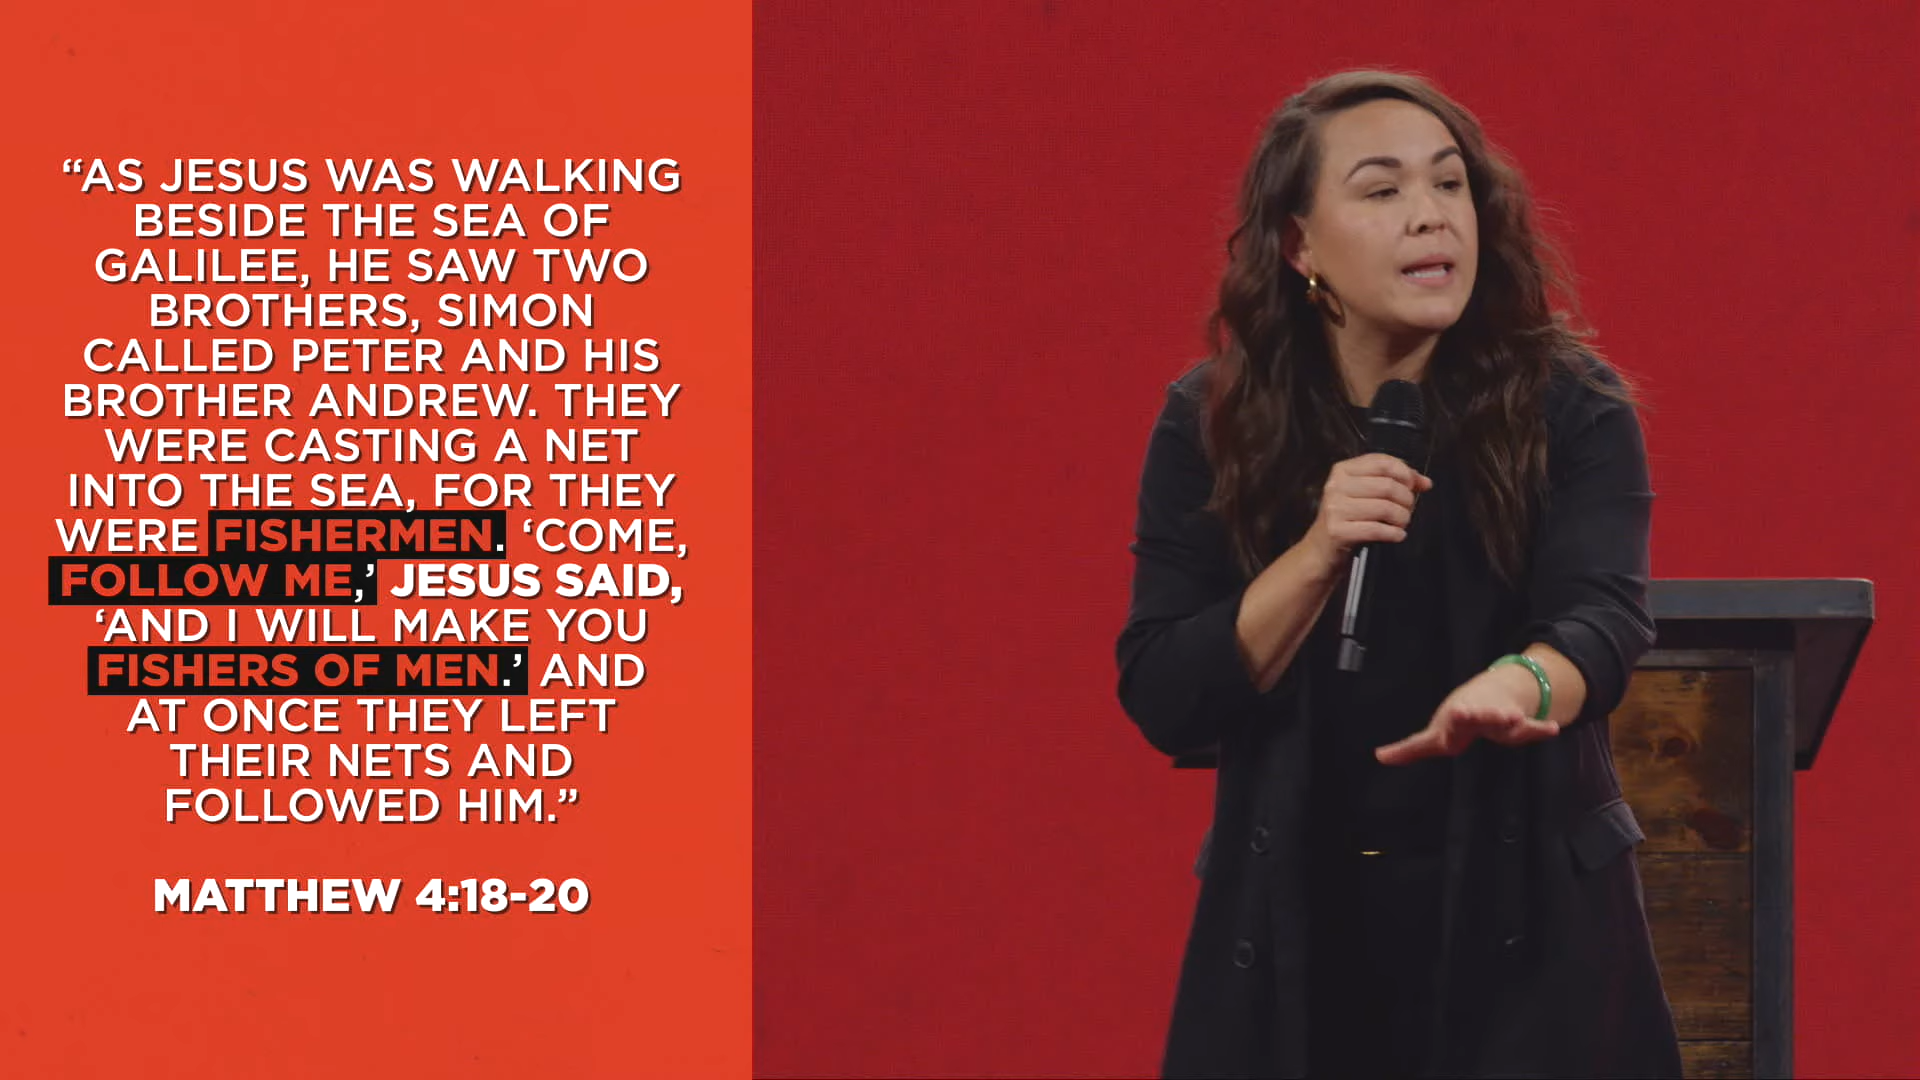 “AS JESUS WAS WALKING
BESIDE THE SEA OF
GALILEE, HE SAW TWO
BROTHERS, SIMON
CALLED PETER AND HIS
BROTHER ANDREW. THEY
WERE CASTING A NET
INTO THE SEA, FOR THEY
WERE FISHERMEN. ‘COME,
FOLLOW ME,’ JESUS SAID,
‘AND I WILL MAKE YOU
FISHERS OF MEN.’ AND
AT ONCE THEY LEFT
THEIR NETS AND
FOLLOWED HIM.”
MATTHEW 4:18-20